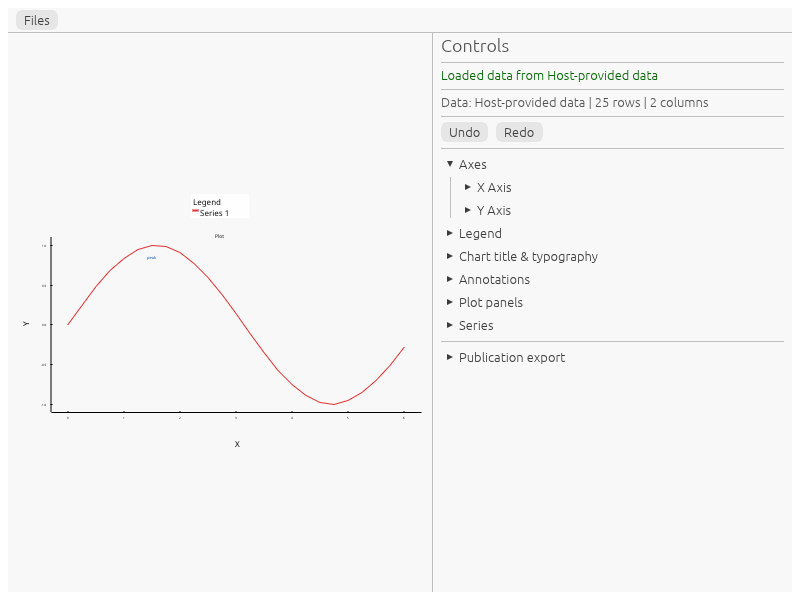 Files
Controls
Loaded data from Host-provided data
Data: Host-provided data | 25 rows | 2 columns
Undo Redo
Axes
X Axis
Y Axis
Legend
Chart title & typography
Annotations
Plot panels
Series
Publication export
Legend
Series 1
Plot
peak
Y
X